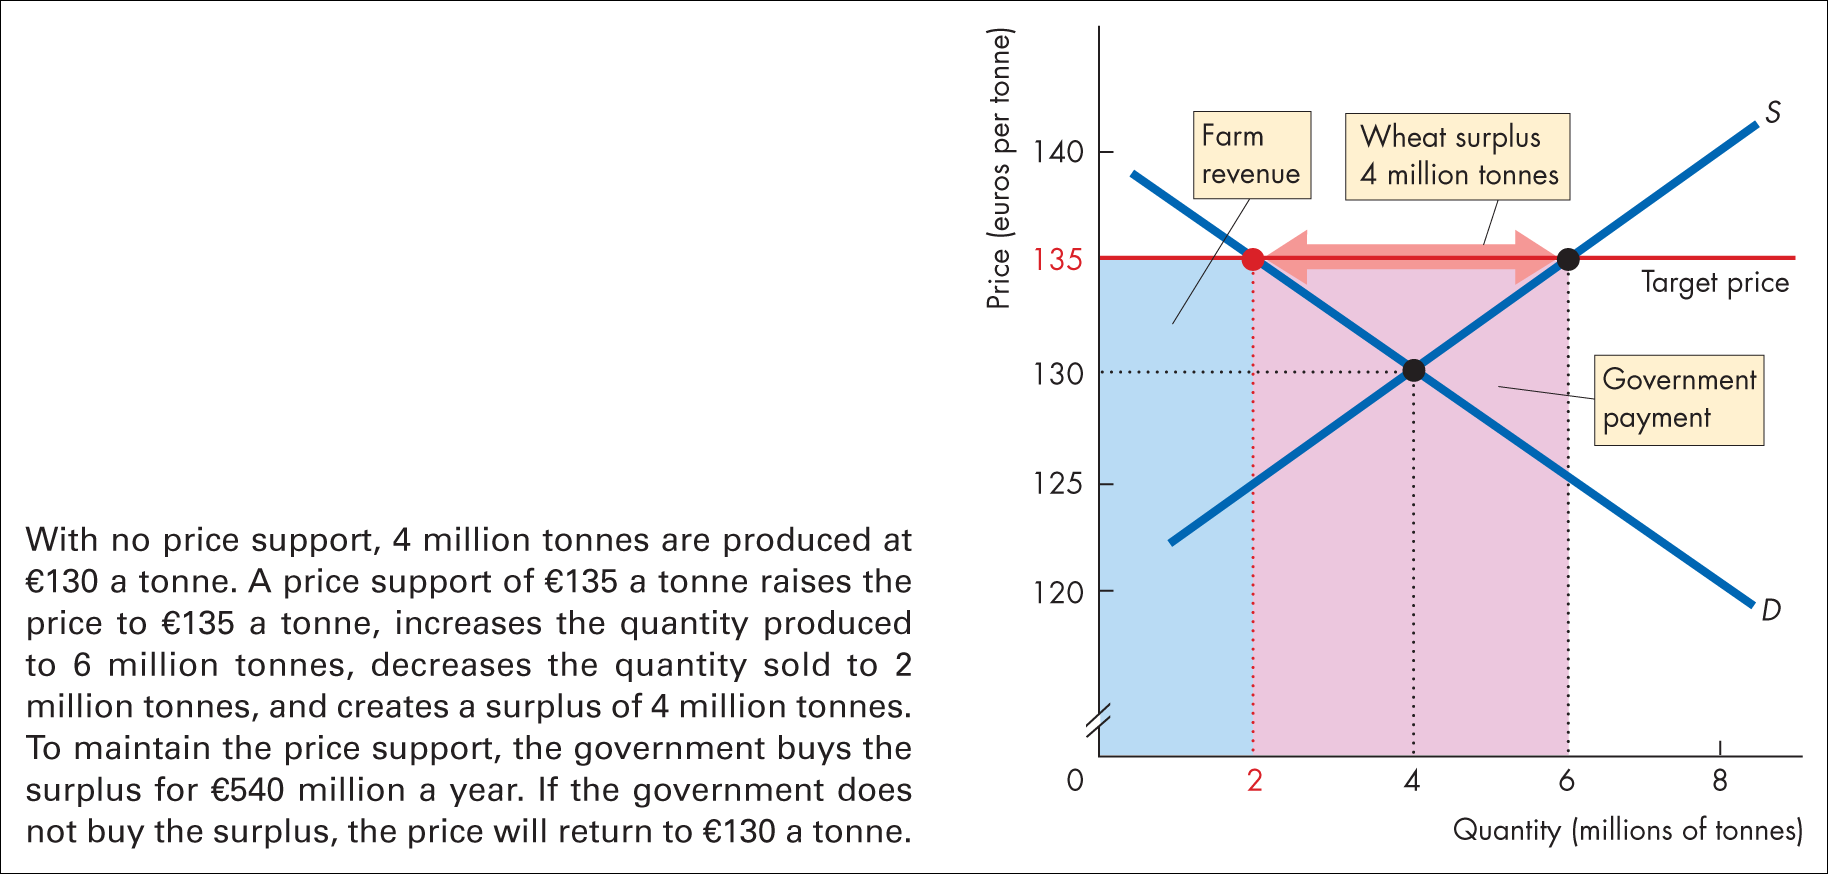 With no price support, 4 million tonnes are produced at
€130 a tonne. A price support of €135 a tonne raises the
price to €135 a tonne, increases the quantity produced
to 6 million tonnes, decreases the quantity sold to 2
million tonnes, and creates a surplus of 4 million tonnes.
To maintain the price support, the government buys the
surplus for €540 million a year. If the government does
not buy the surplus, the price will return to €130 a tonne.
Price (euros per tonne)
140
135
130
125
120
Farm
revenue
Wheat surplus
4 million tonnes
S
Target price
Government
payment
D
0
2
4
6
8
Quantity (millions of tonnes)